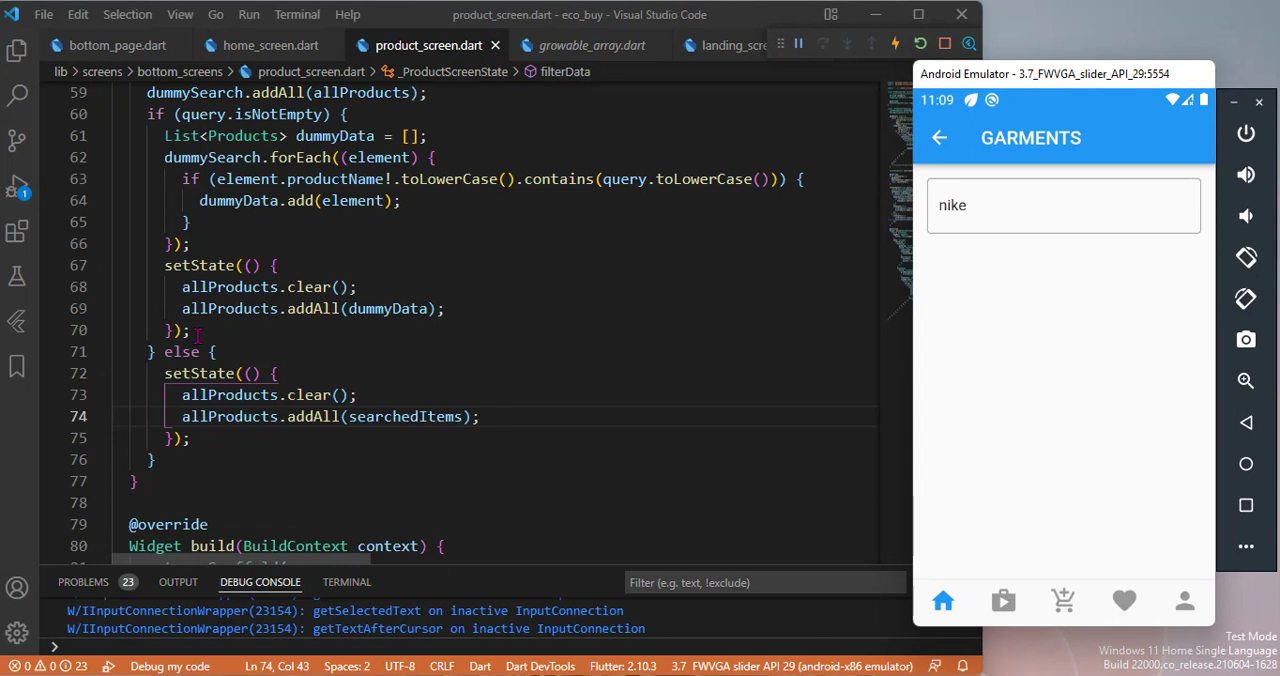 File Edit Selection View Go Run Terminal Help product_screen.dart - eco_buy - Visual Studio Code
bottom_page.dart home_screen.dart product_screen.dart growable_array.dart landing_scre
lib > screens > bottom_screens > product_screen.dart > _ProductScreenState > filterData
59 dummySearch.addAll(allProducts);
60 if (query.isNotEmpty) {
61 List<Products> dummyData = [];
62 dummySearch.forEach((element) {
63 if (element.productName!.toLowerCase().contains(query.toLowerCase())) {
64 dummyData.add(element);
65 }
66 });
67 setState(() {
68 allProducts.clear();
69 allProducts.addAll(dummyData);
70 });
71 } else {
72 setState(() {
73 allProducts.clear();
74 allProducts.addAll(searchedItems);
75 });
76 }
77 }
78
79 @override
80 Widget build(BuildContext context) {
PROBLEMS 23 OUTPUT DEBUG CONSOLE TERMINAL Filter (e.g. text, !exclude)
W/IInputConnectionWrapper(23154): getSelectedText on inactive InputConnection
W/IInputConnectionWrapper(23154): getTextAfterCursor on inactive InputConnection
>
0 0 23 Debug my code Ln 74, Col 43 Spaces: 2 UTF-8 CRLF Dart Dart DevTools Flutter: 2.10.3 3.7 FWVGA slider API 29 (android-x86 emulator)
1
Android Emulator - 3.7_FWVGA_slider_API_29:5554
11:09
GARMENTS
nike
Test Mode
Windows 11 Home Single Language
Build 22000.co_release.210604-1628